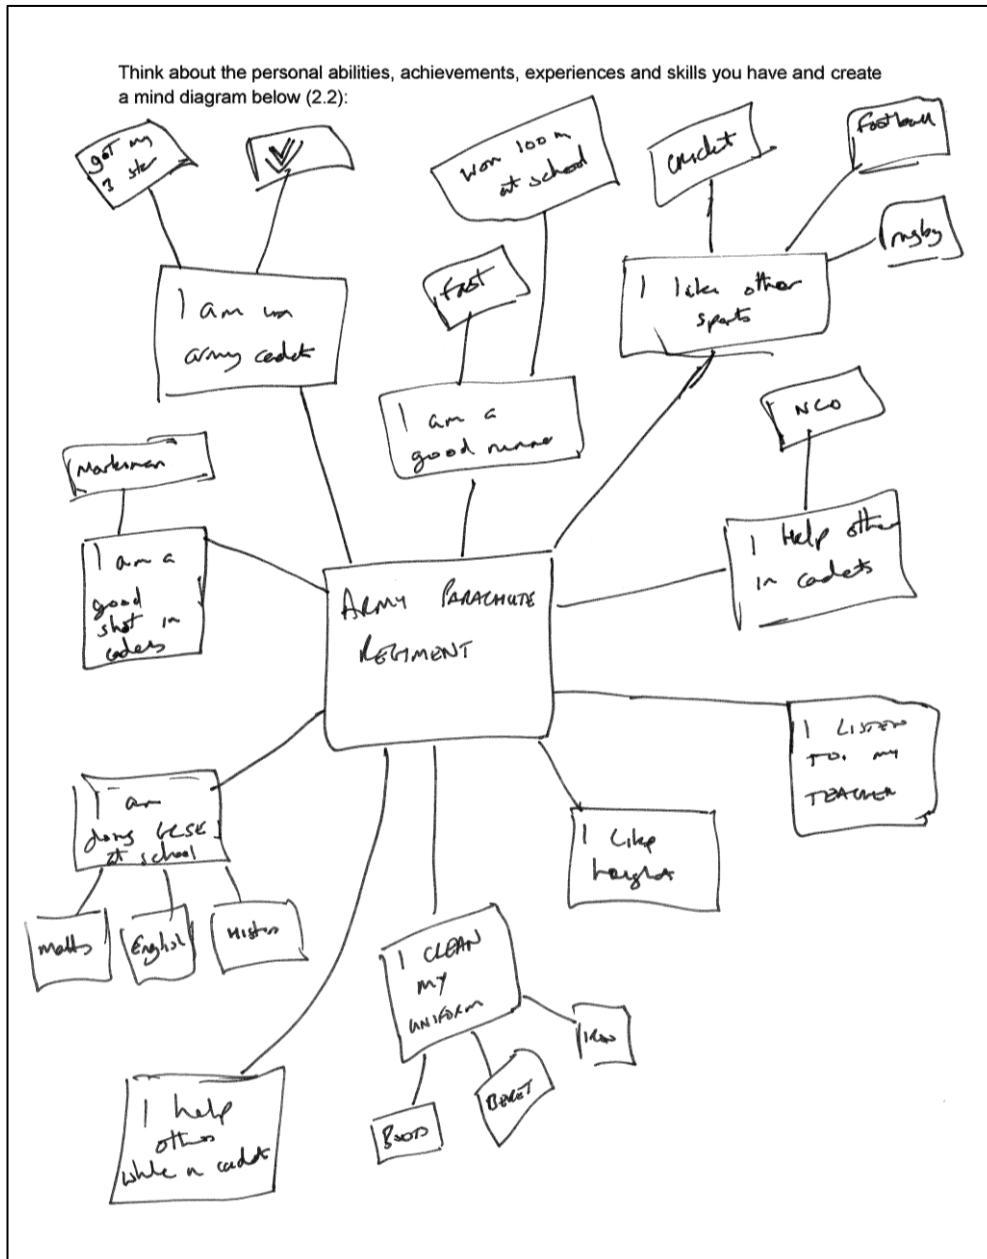 Think about the personal abilities, achievements, experiences and skills you have and create
a mind diagram below (2.2):
got my
3 star
Won 100m
at school
cricket
football
rugby
I am an
army cadet
fast
I like other
sports
I am a
good runner
NCO
Marksman
I am a
good
shot in
cadets
ARMY PARACHUTE
REGIMENT
I Help other
in cadets
I LISTEN
TO MY
TEACHER
I am
doing GCSE
at school
Maths
English
History
I Like
heights
I CLEAN
MY
UNIFORM
IRON
BERET
BOOTS
I help
others
while in cadets